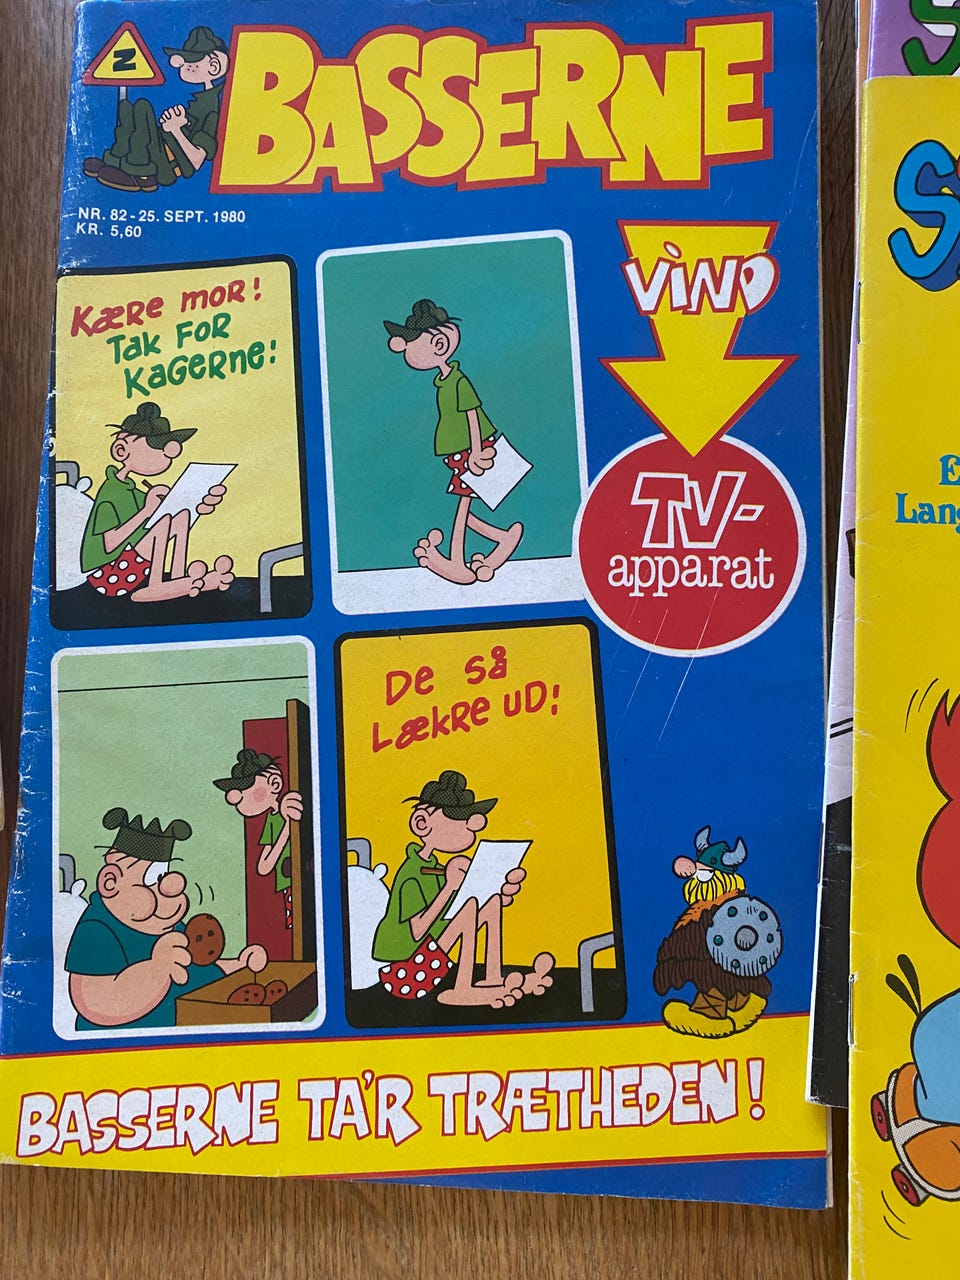 Z
BASSERNE
NR. 82 - 25. SEPT. 1980
KR. 5,60
VIND
TV-
apparat
Kære mor!
Tak for
kagerne!
De så
lækre ud!
BASSERNE TA'R TRÆTHEDEN!
Lang